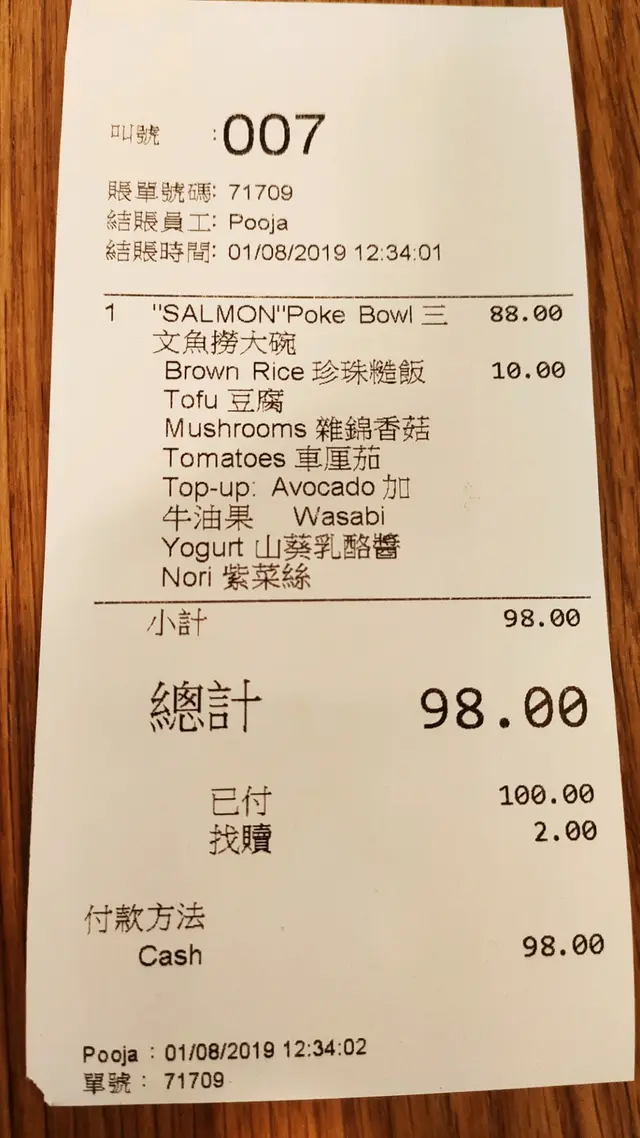 叫號 :007
賬單號碼: 71709
結賬員工: Pooja
結賬時間: 01/08/2019 12:34:01
1 "SALMON"Poke Bowl 三 88.00
文魚撈大碗
Brown Rice 珍珠糙飯 10.00
Tofu 豆腐
Mushrooms 雜錦香菇
Tomatoes 車厘茄
Top-up: Avocado 加
牛油果 Wasabi
Yogurt 山葵乳酪醬
Nori 紫菜絲
小計 98.00
總計 98.00
已付 100.00
找贖 2.00
付款方法
Cash 98.00
Pooja : 01/08/2019 12:34:02
單號: 71709